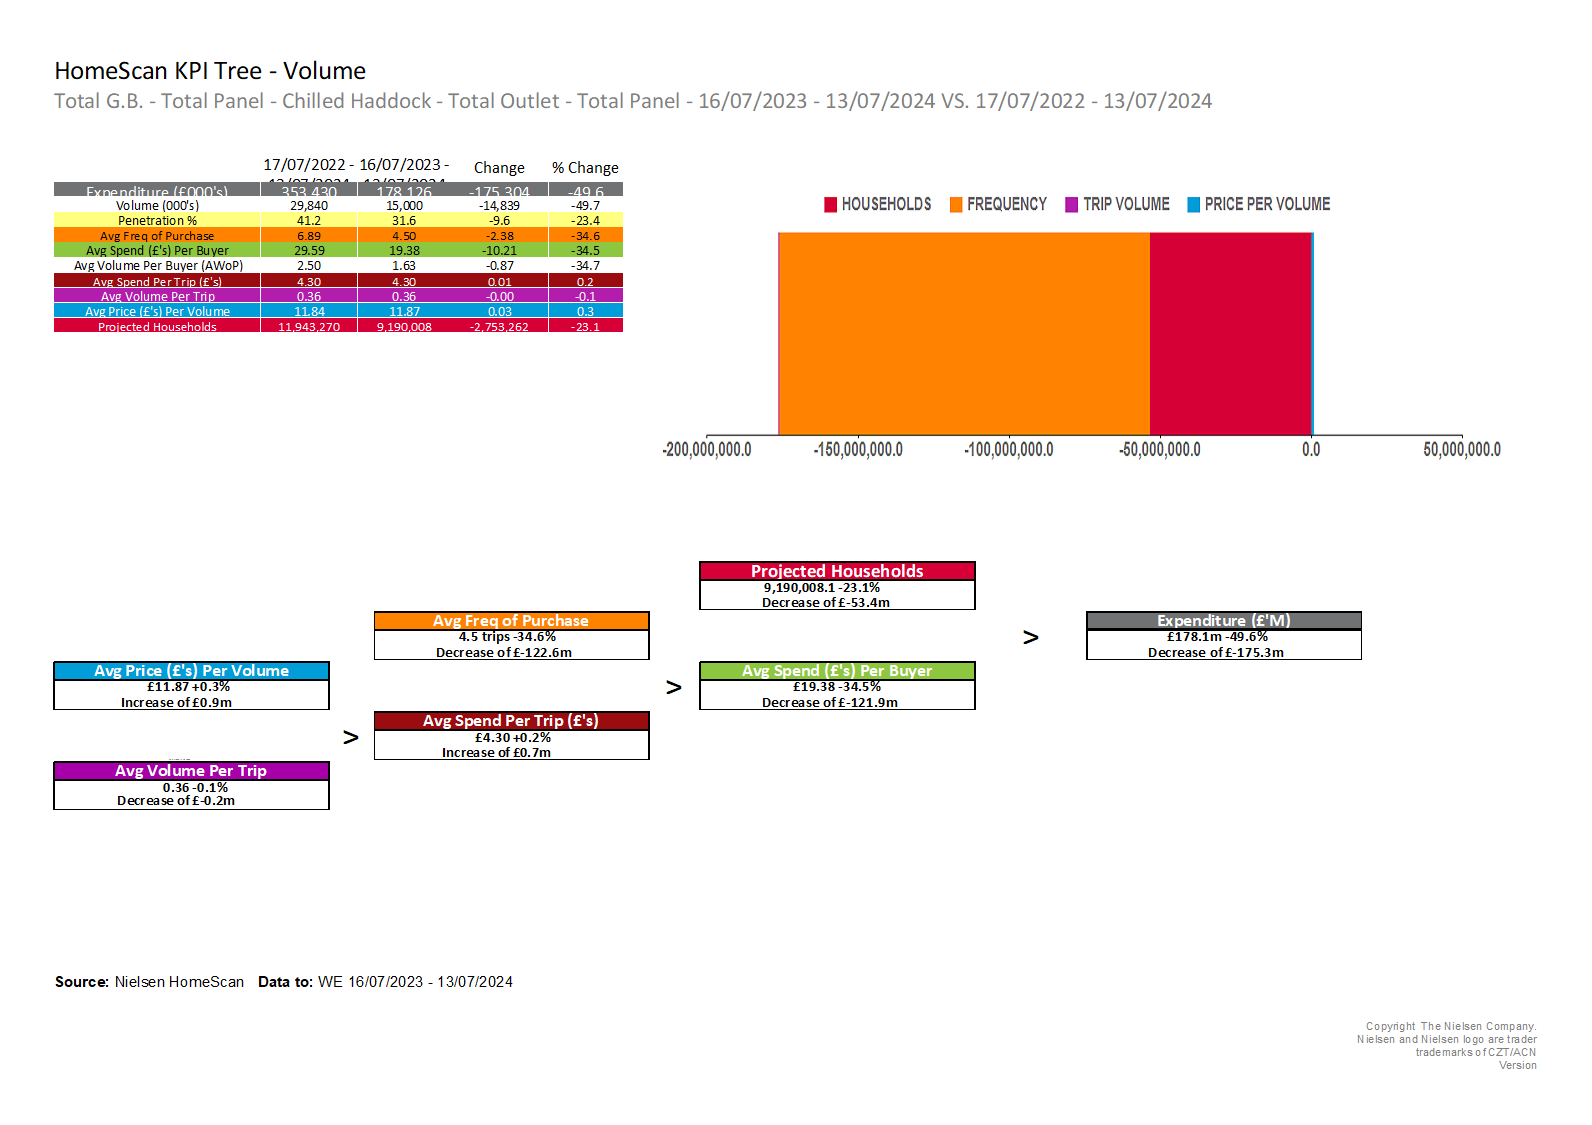 HomeScan KPI Tree - Volume
Total G.B. - Total Panel - Chilled Haddock - Total Outlet - Total Panel - 16/07/2023 - 13/07/2024 VS. 17/07/2022 - 13/07/2024
17/07/2022 - 16/07/2023 - Change % Change
13/07/2024 13/07/2024
Expenditure (£000's) 353,430 178,126 -175,304 -49.6
Volume (000's) 29,840 15,000 -14,839 -49.7
Penetration % 41.2 31.6 -9.6 -23.4
Avg Freq of Purchase 6.89 4.50 -2.38 -34.6
Avg Spend (£'s) Per Buyer 29.59 19.38 -10.21 -34.5
Avg Volume Per Buyer (AWoP) 2.50 1.63 -0.87 -34.7
Avg Spend Per Trip (£'s) 4.30 4.30 0.01 0.2
Avg Volume Per Trip 0.36 0.36 -0.00 -0.1
Avg Price (£'s) Per Volume 11.84 11.87 0.03 0.3
Projected Households 11,943,270 9,190,008 -2,753,262 -23.1
HOUSEHOLDS FREQUENCY TRIP VOLUME PRICE PER VOLUME
-200,000,000.0 -150,000,000.0 -100,000,000.0 -50,000,000.0 0.0 50,000,000.0
Projected Households
9,190,008.1 -23.1%
Decrease of £-53.4m
Avg Freq of Purchase
4.5 trips -34.6%
Decrease of £-122.6m
>
Expenditure (£'M)
£178.1m -49.6%
Decrease of £-175.3m
Avg Price (£'s) Per Volume
£11.87 +0.3%
Increase of £0.9m
>
Avg Spend (£'s) Per Buyer
£19.38 -34.5%
Decrease of £-121.9m
>
Avg Spend Per Trip (£'s)
£4.30 +0.2%
Increase of £0.7m
Avg Volume Per Trip
0.36 -0.1%
Decrease of £-0.2m
Source: Nielsen HomeScan Data to: WE 16/07/2023 - 13/07/2024
Copyright The Nielsen Company.
Nielsen and Nielsen logo are trader
trademarks of CZT/ACN
Version